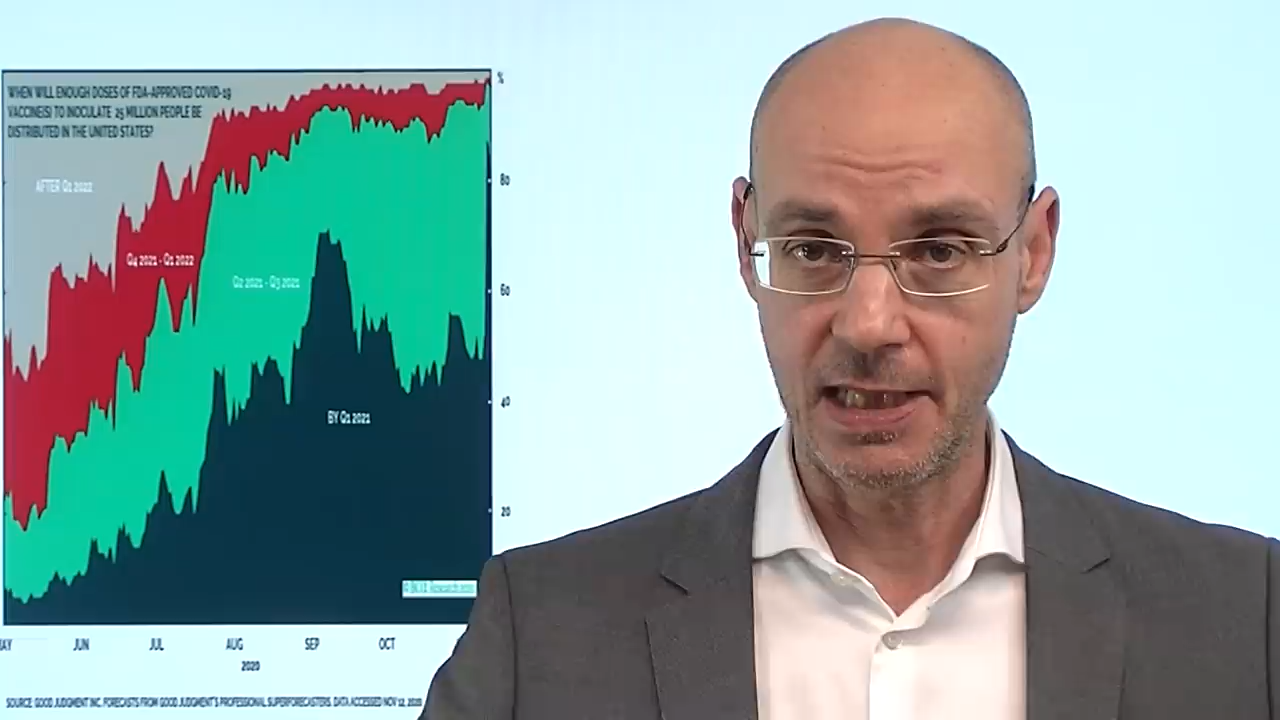 WHEN WILL ENOUGH DOSES OF FDA-APPROVED COVID-19
VACCINE(S) TO INOCULATE 25 MILLION PEOPLE BE
DISTRIBUTED IN THE UNITED STATES?
%
AFTER Q1 2022
80
Q4 2021 - Q1 2022
Q2 2021 - Q3 2021
60
BY Q1 2021
40
20
JUN JUL AUG SEP OCT
2020
SOURCE: GOOD JUDGMENT INC. FORECASTS FROM GOOD JUDGMENT'S PROFESSIONAL SUPERFORECASTERS. DATA ACCESSED NOV 12, 2020